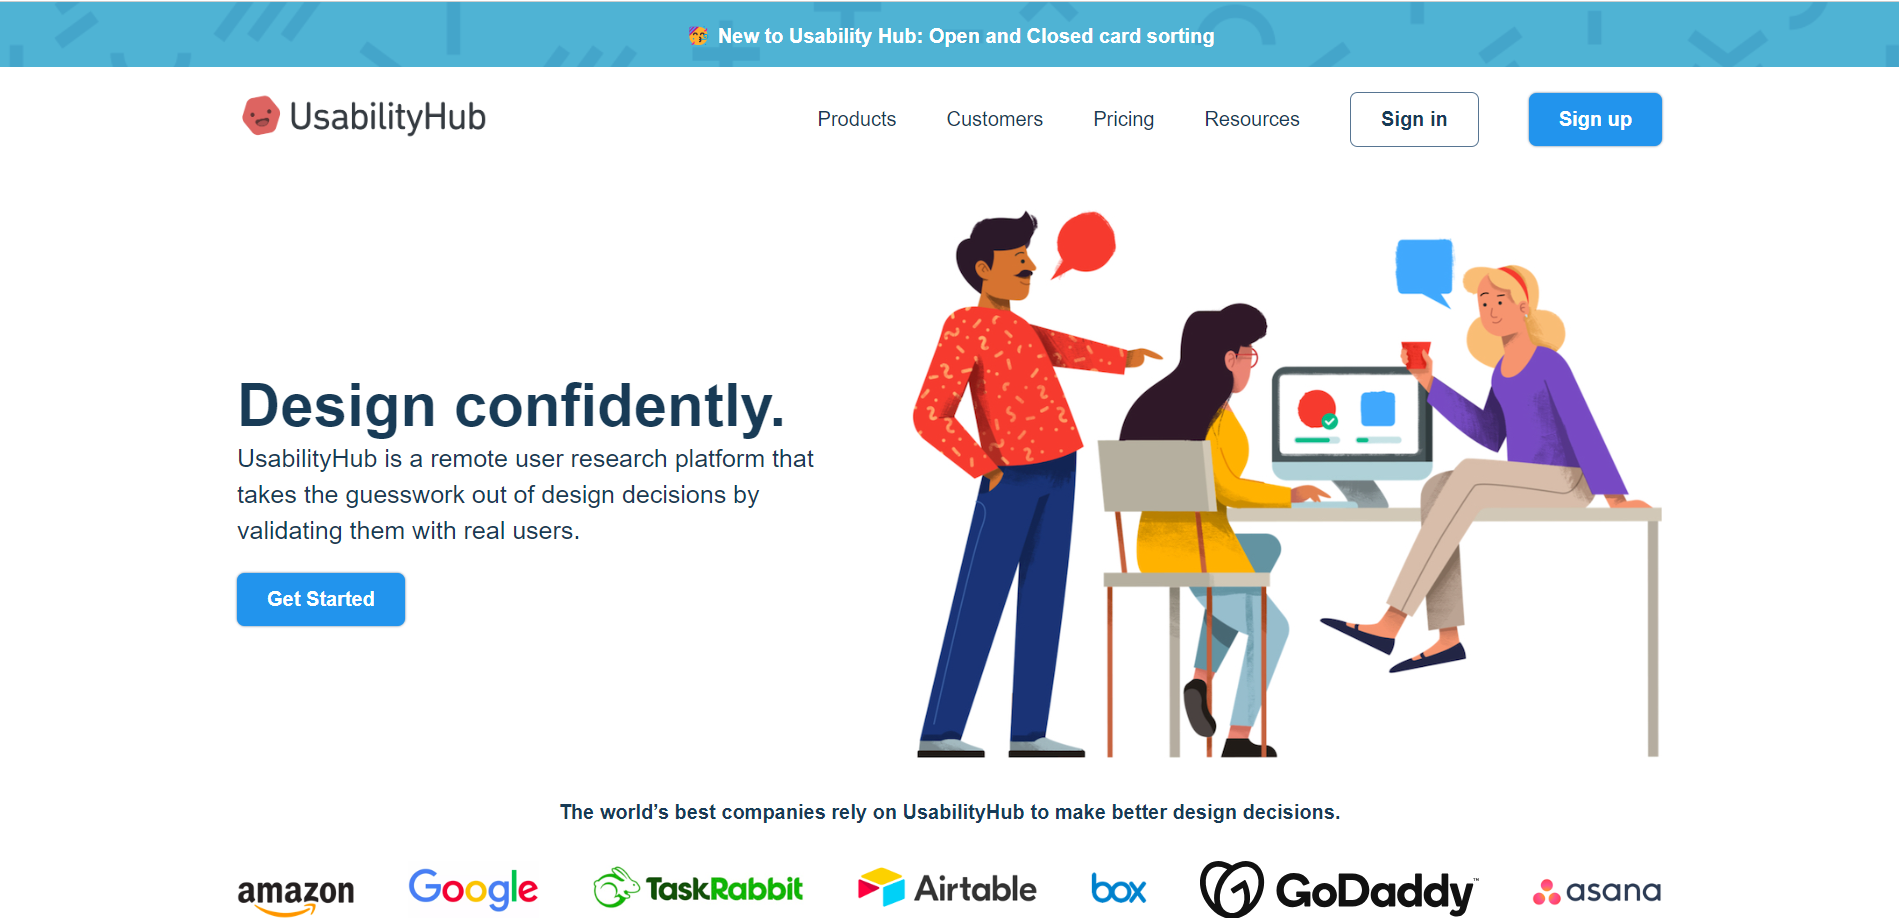 🥳 New to Usability Hub: Open and Closed card sorting
UsabilityHub
Products Customers Pricing Resources Sign in Sign up
Design confidently.
UsabilityHub is a remote user research platform that
takes the guesswork out of design decisions by
validating them with real users.
Get Started
The world’s best companies rely on UsabilityHub to make better design decisions.
amazon Google TaskRabbit Airtable box GoDaddy™ asana